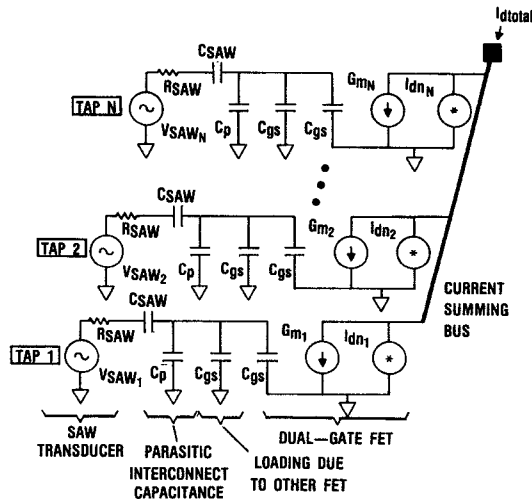 Idtotal
CSAW
RSAW
GmN
IdnN
TAP N
VSAWN
Cp
Cgs
Cgs
CSAW
RSAW
Gm2
Idn2
TAP 2
VSAW2
Cp
Cgs
Cgs
CURRENT
SUMMING
BUS
CSAW
RSAW
Gm1
Idn1
TAP 1
VSAW1
Cp
Cgs
Cgs
SAW
TRANSDUCER
PARASITIC
INTERCONNECT
CAPACITANCE
LOADING DUE
TO OTHER FET
DUAL–GATE FET